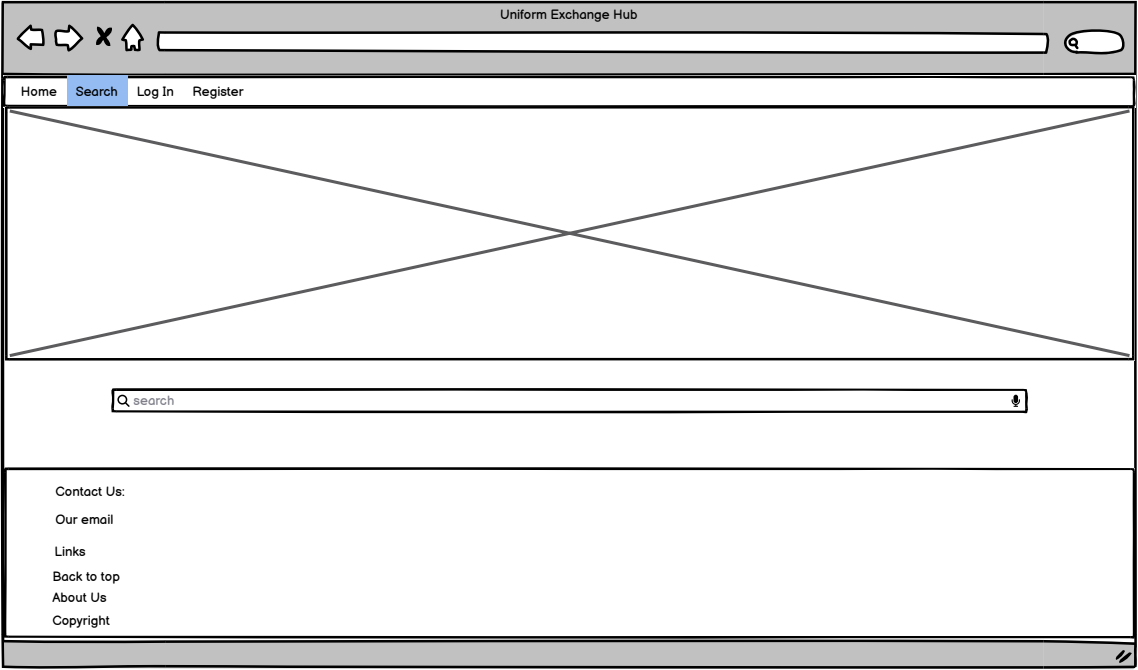 Uniform Exchange Hub
Home Search Log In Register
search
Contact Us:
Our email
Links
Back to top
About Us
Copyright